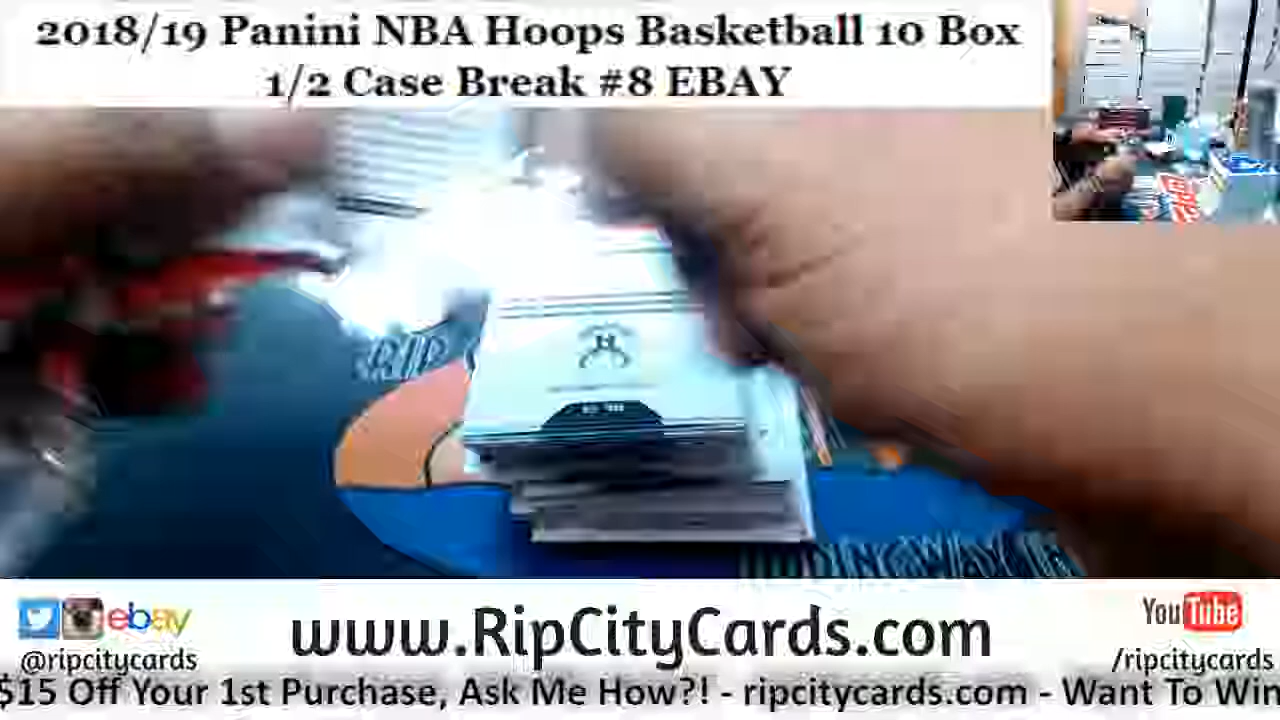 2018/19 Panini NBA Hoops Basketball 10 Box
1/2 Case Break #8 EBAY
RIP
ebay
@ripcitycards
www.RipCityCards.com
YouTube
/ripcitycards
$15 Off Your 1st Purchase, Ask Me How?! - ripcitycards.com - Want To Win